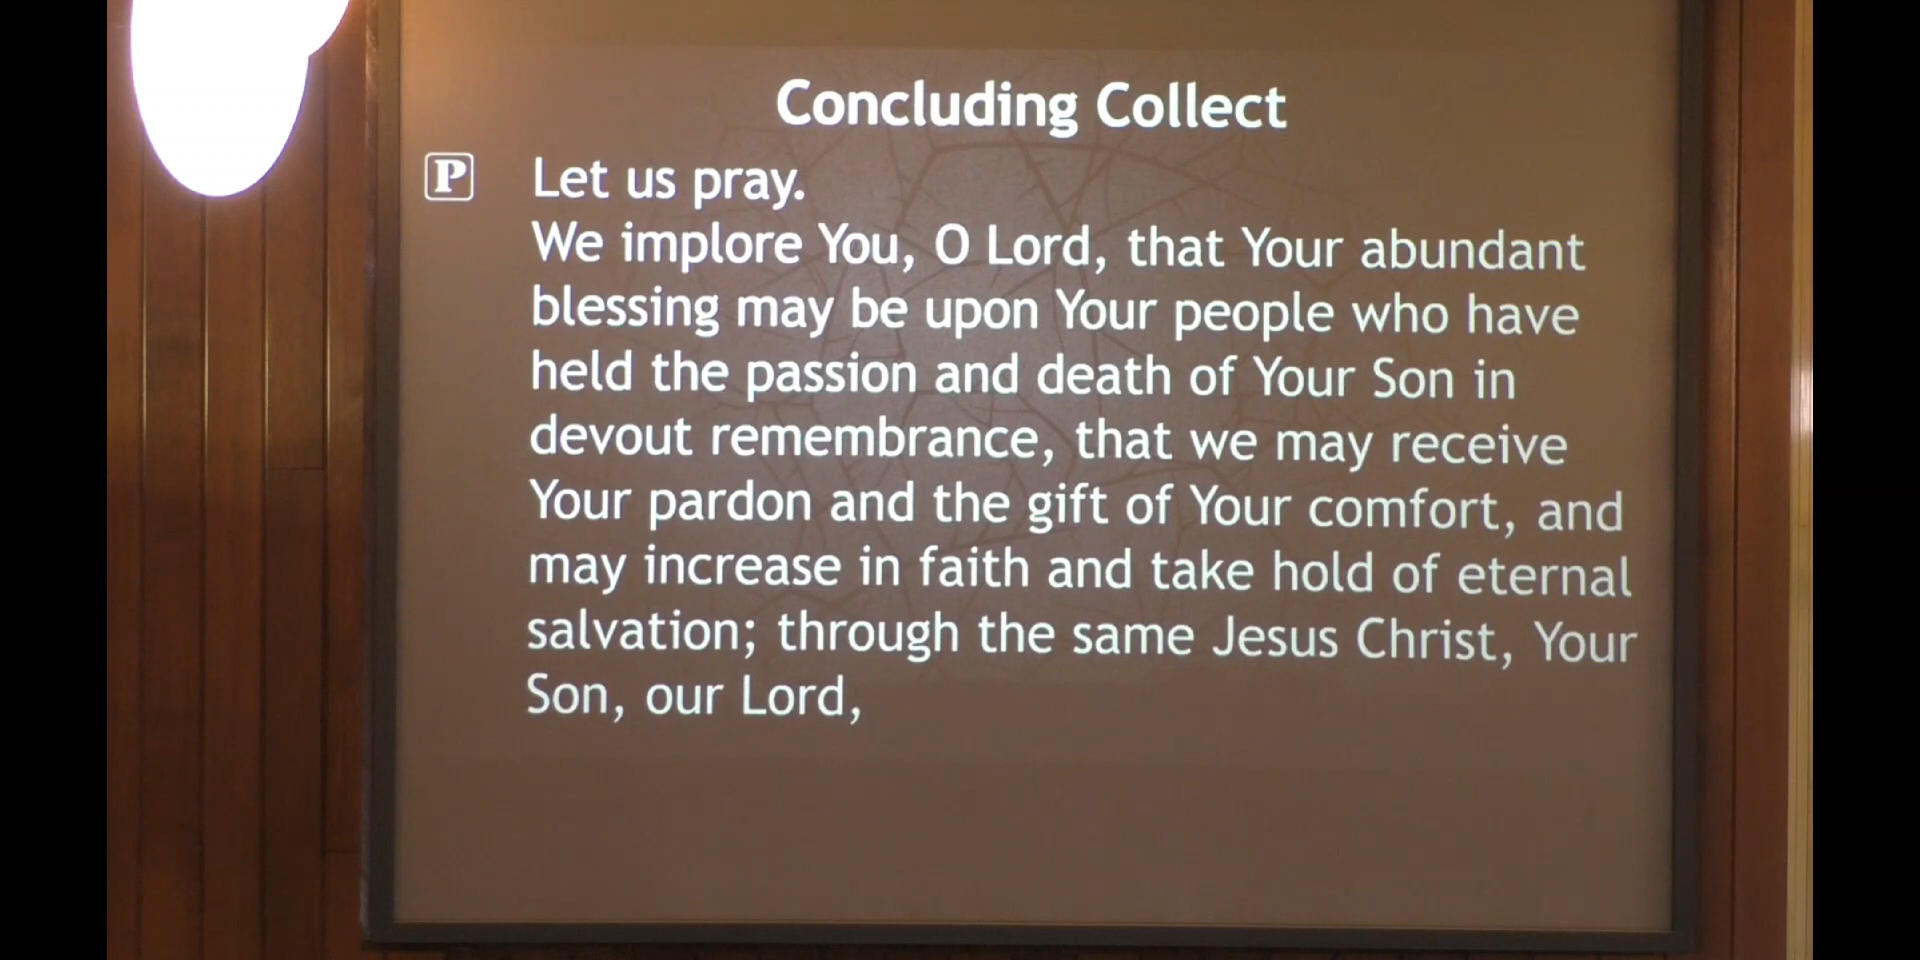 Concluding Collect
P Let us pray.
We implore You, O Lord, that Your abundant
blessing may be upon Your people who have
held the passion and death of Your Son in
devout remembrance, that we may receive
Your pardon and the gift of Your comfort, and
may increase in faith and take hold of eternal
salvation; through the same Jesus Christ, Your
Son, our Lord,